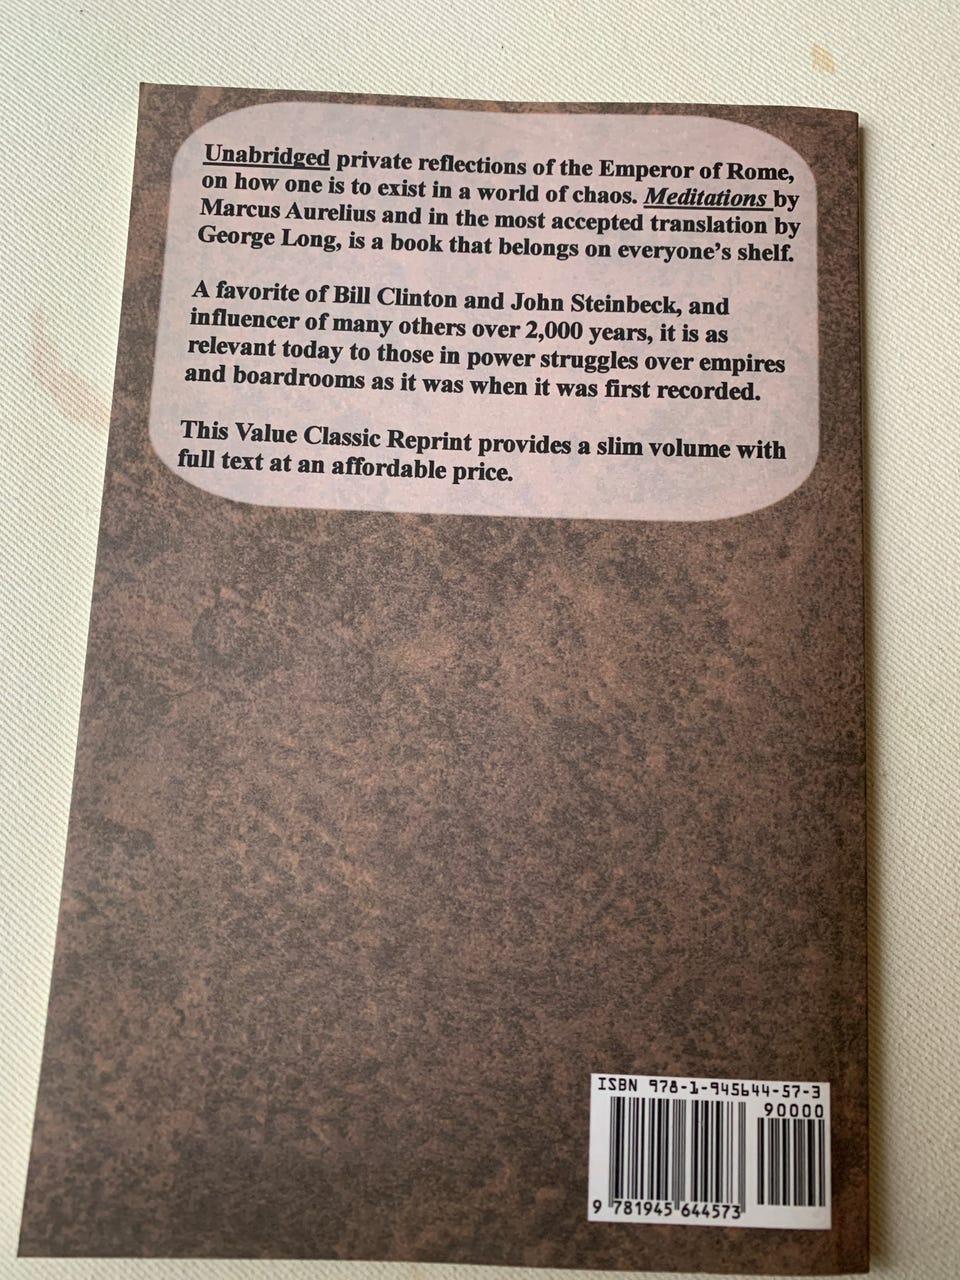 Unabridged private reflections of the Emperor of Rome,
on how one is to exist in a world of chaos. Meditations by
Marcus Aurelius and in the most accepted translation by
George Long, is a book that belongs on everyone's shelf.
A favorite of Bill Clinton and John Steinbeck, and
influencer of many others over 2,000 years, it is as
relevant today to those in power struggles over empires
and boardrooms as it was when it was first recorded.
This Value Classic Reprint provides a slim volume with
full text at an affordable price.
ISBN 978-1-945644-57-3
90000
9 781945 644573